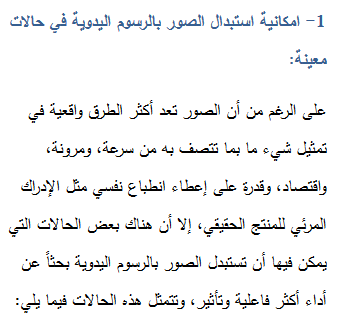 1- امكانية استبدال الصور بالرسوم اليدوية في حالات
معينة:
على الرغم من أن الصور تعد أكثر الطرق واقعية في
تمثيل شيء ما بما تتصف به من سرعة، ومرونة،
واقتصاد، وقدرة على إعطاء انطباع نفسي مثل الإدراك
المرئي للمنتج الحقيقي، إلا أن هناك بعض الحالات التي
يمكن فيها أن تستبدل الصور بالرسوم اليدوية بحثاً عن
أداء أكثر فاعلية وتأثير، وتتمثل هذه الحالات فيما يلي: